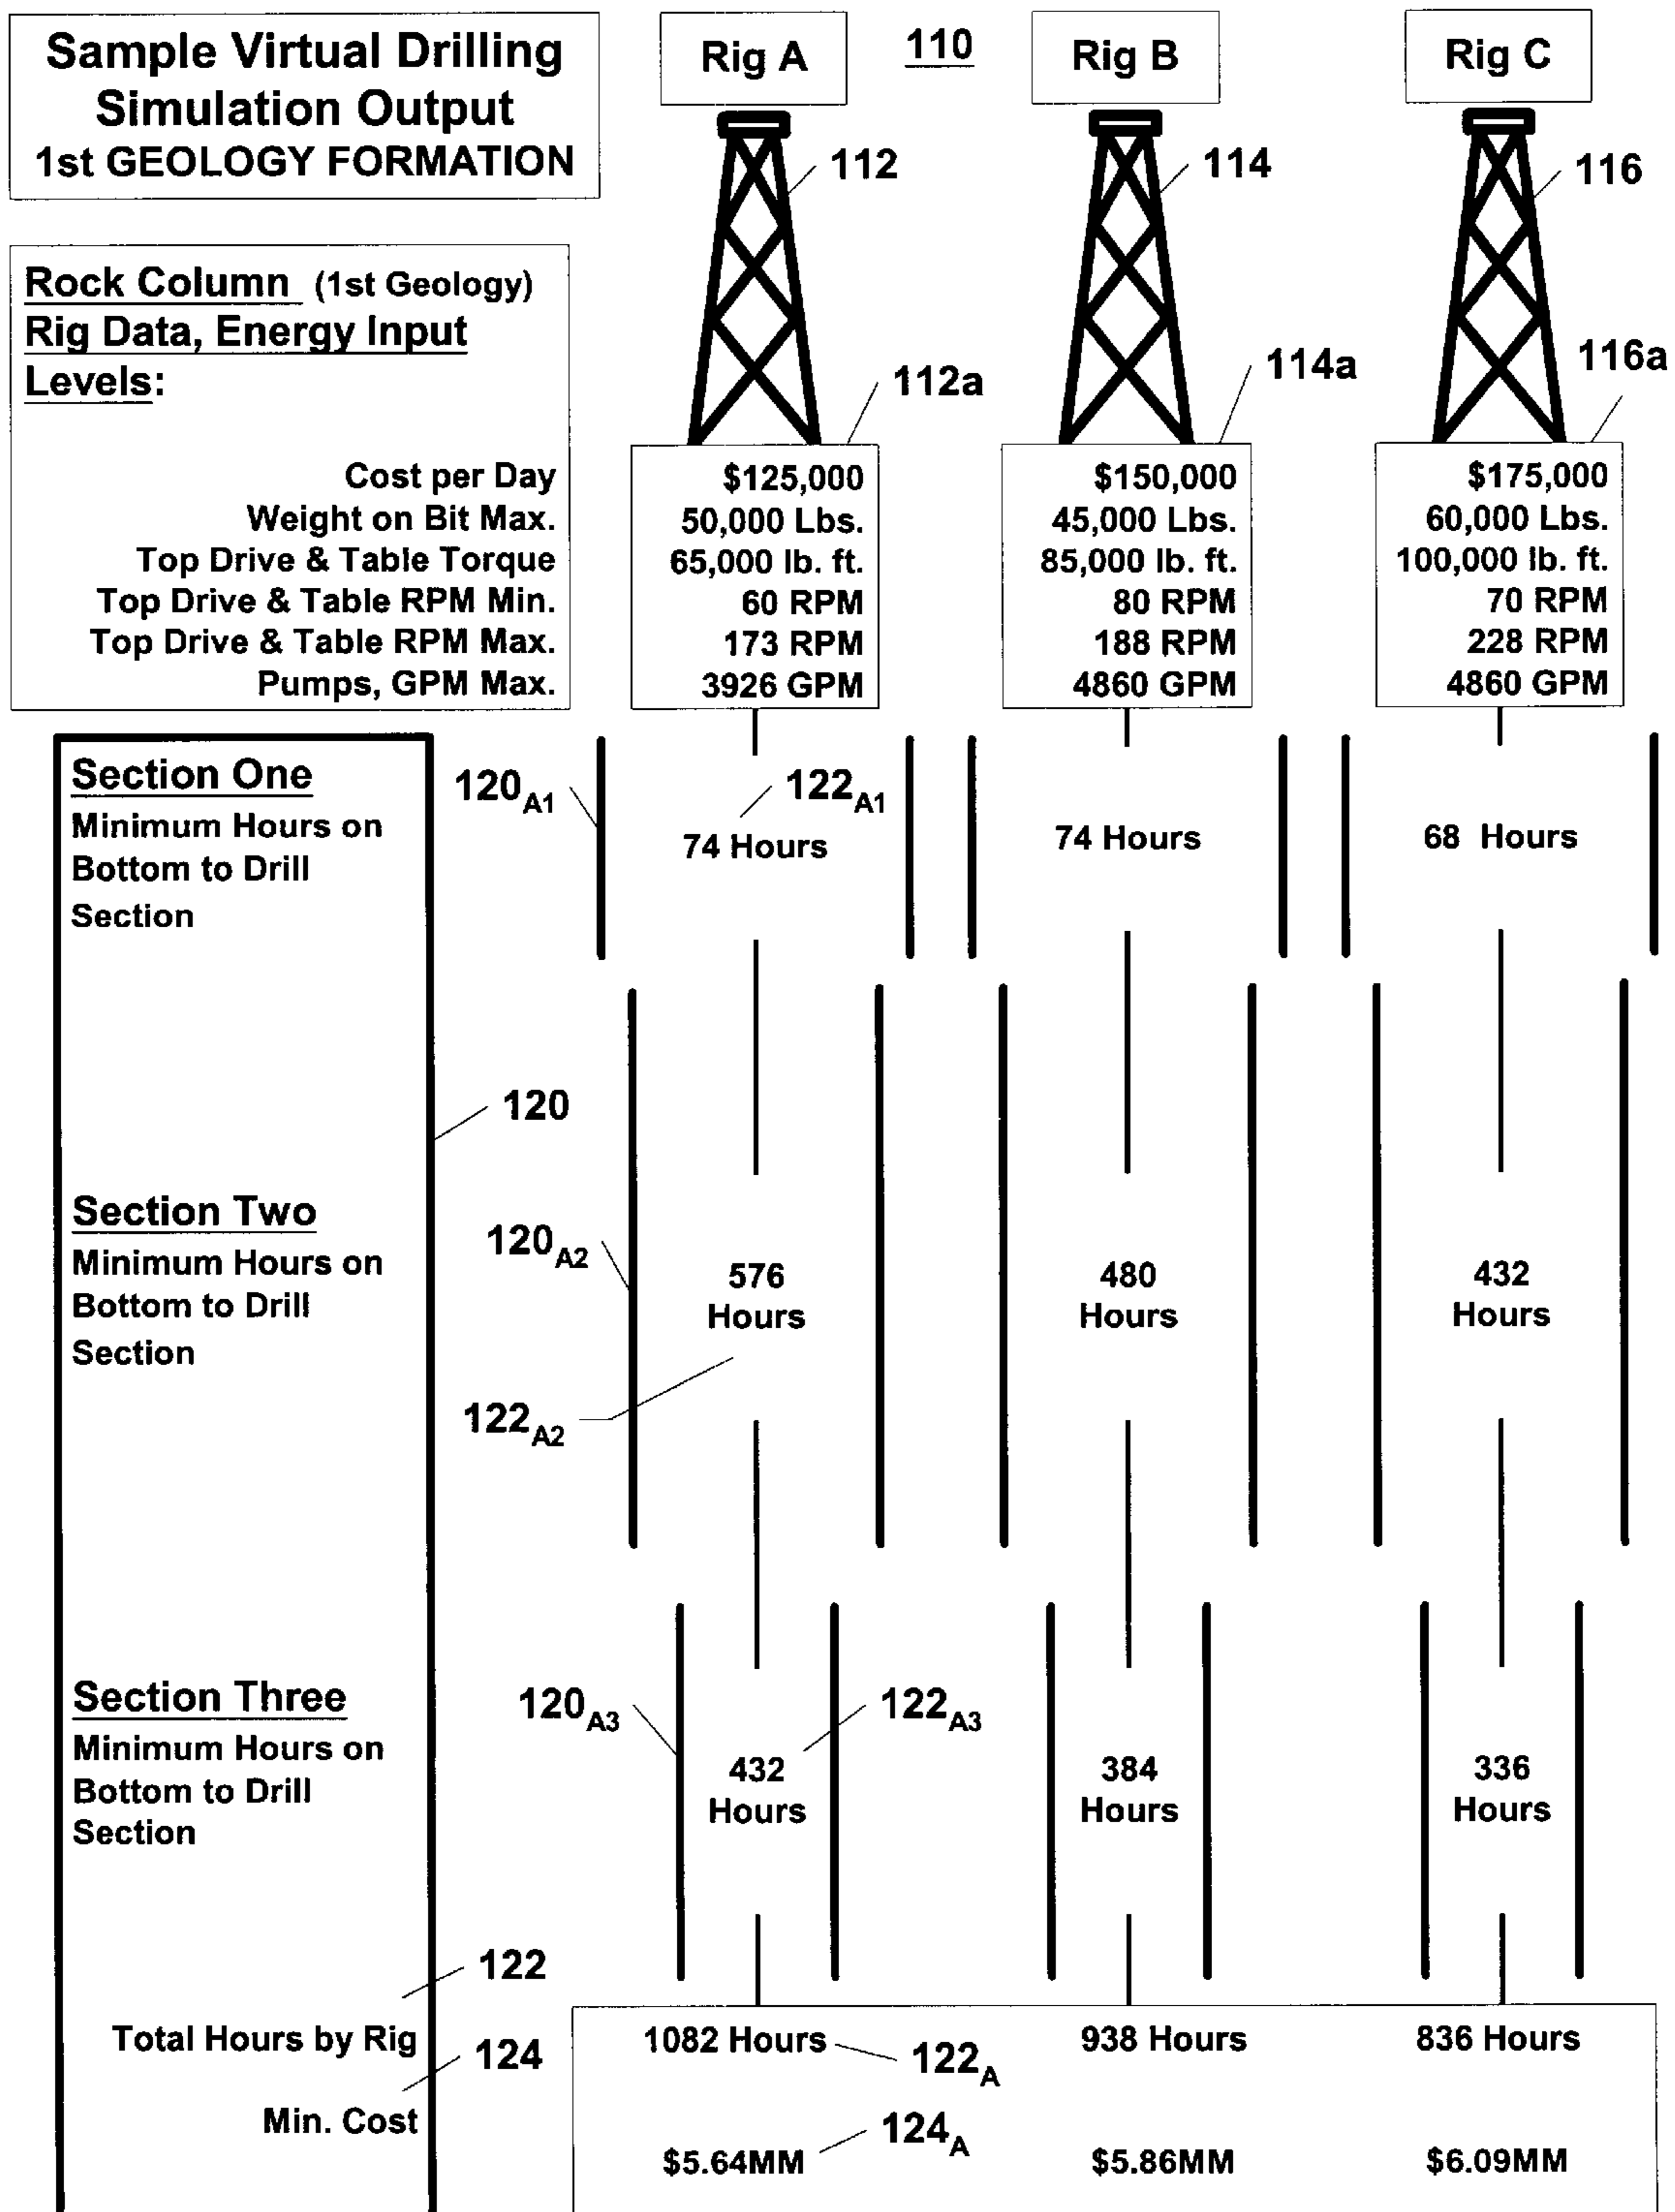 Sample Virtual Drilling
Simulation Output
1st GEOLOGY FORMATION
Rig A
110
Rig B
Rig C
112
114
116
Rock Column (1st Geology)
Rig Data, Energy Input
Levels:
112a
114a
116a
Cost per Day
Weight on Bit Max.
Top Drive & Table Torque
Top Drive & Table RPM Min.
Top Drive & Table RPM Max.
Pumps, GPM Max.
$125,000
50,000 Lbs.
65,000 lb. ft.
60 RPM
173 RPM
3926 GPM
$150,000
45,000 Lbs.
85,000 lb. ft.
80 RPM
188 RPM
4860 GPM
$175,000
60,000 Lbs.
100,000 lb. ft.
70 RPM
228 RPM
4860 GPM
Section One
Minimum Hours on
Bottom to Drill
Section
120A1
122A1
74 Hours
74 Hours
68 Hours
120
Section Two
Minimum Hours on
Bottom to Drill
Section
120A2
576
Hours
480
Hours
432
Hours
122A2
Section Three
Minimum Hours on
Bottom to Drill
Section
120A3
122A3
432
Hours
384
Hours
336
Hours
122
Total Hours by Rig
1082 Hours
938 Hours
836 Hours
124
122A
Min. Cost
124A
$5.64MM
$5.86MM
$6.09MM